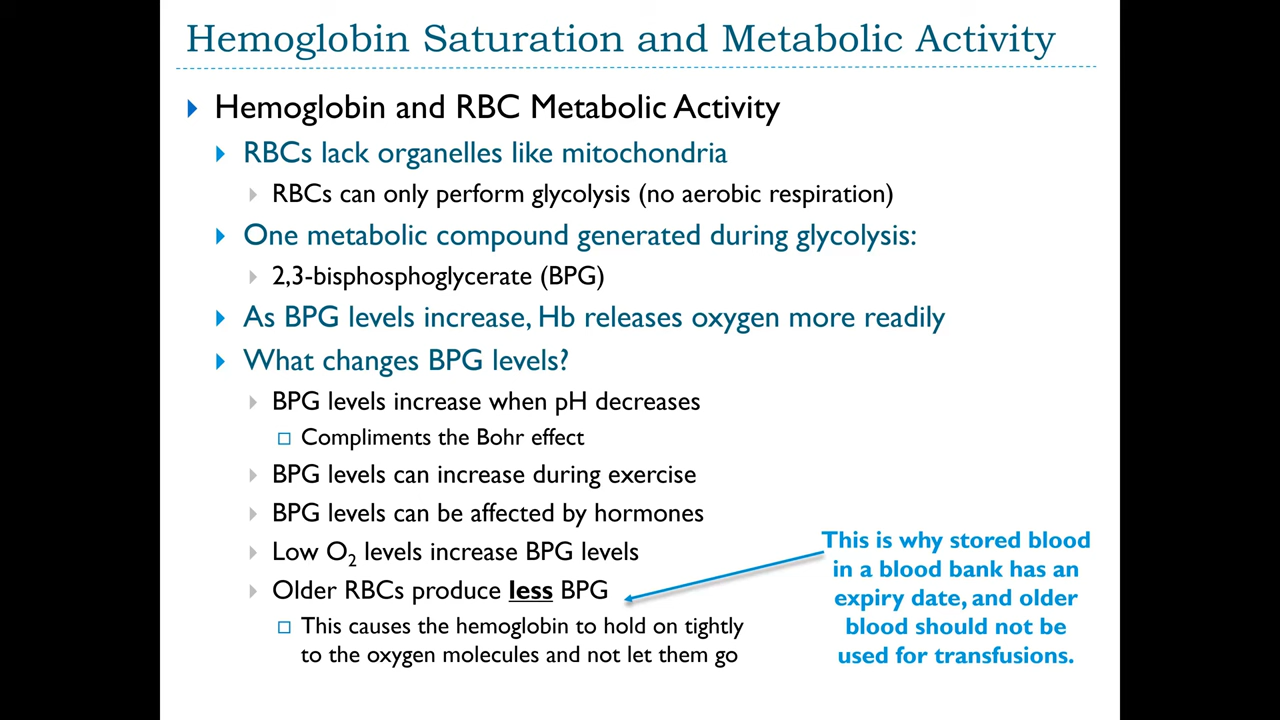 Hemoglobin Saturation and Metabolic Activity
Hemoglobin and RBC Metabolic Activity
RBCs lack organelles like mitochondria
RBCs can only perform glycolysis (no aerobic respiration)
One metabolic compound generated during glycolysis:
2,3-bisphosphoglycerate (BPG)
As BPG levels increase, Hb releases oxygen more readily
What changes BPG levels?
BPG levels increase when pH decreases
Compliments the Bohr effect
BPG levels can increase during exercise
BPG levels can be affected by hormones
Low O2 levels increase BPG levels
Older RBCs produce less BPG
This causes the hemoglobin to hold on tightly
to the oxygen molecules and not let them go
This is why stored blood
in a blood bank has an
expiry date, and older
blood should not be
used for transfusions.